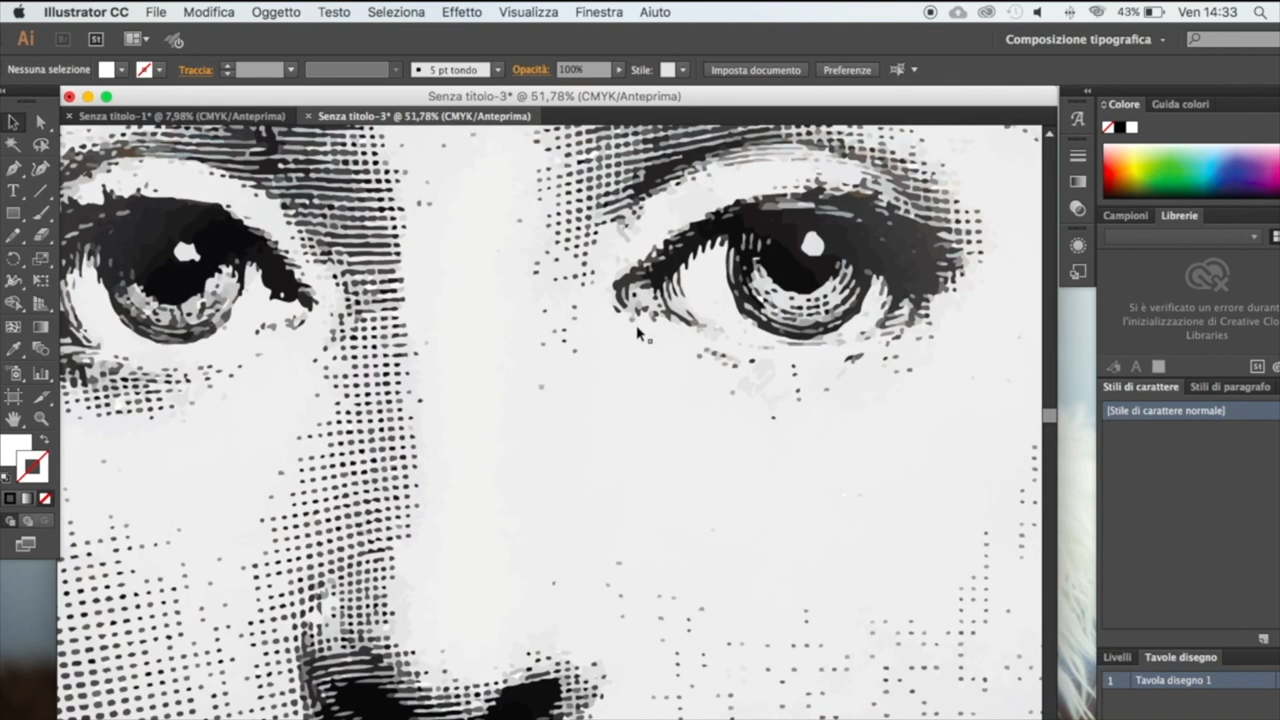 Illustrator CC File Modifica Oggetto Testo Seleziona Effetto Visualizza Finestra Aiuto 43% Ven 14:33
Ai Br St Composizione tipografica
Nessuna selezione Traccia: 5 pt tondo Opacità: 100% Stile: Imposta documento Preferenze
Senza titolo-3* @ 51,78% (CMYK/Anteprima)
Senza titolo-1* @ 7,98% (CMYK/Anteprima) Senza titolo-3* @ 51,78% (CMYK/Anteprima)
Colore Guida colori
Campioni Librerie
Si è verificato un errore durante
l'inizializzazione di Creative Clo
Libraries
St
Stili di carattere Stili di paragrafo
[Stile di carattere normale]
Livelli Tavole disegno
1 Tavola disegno 1